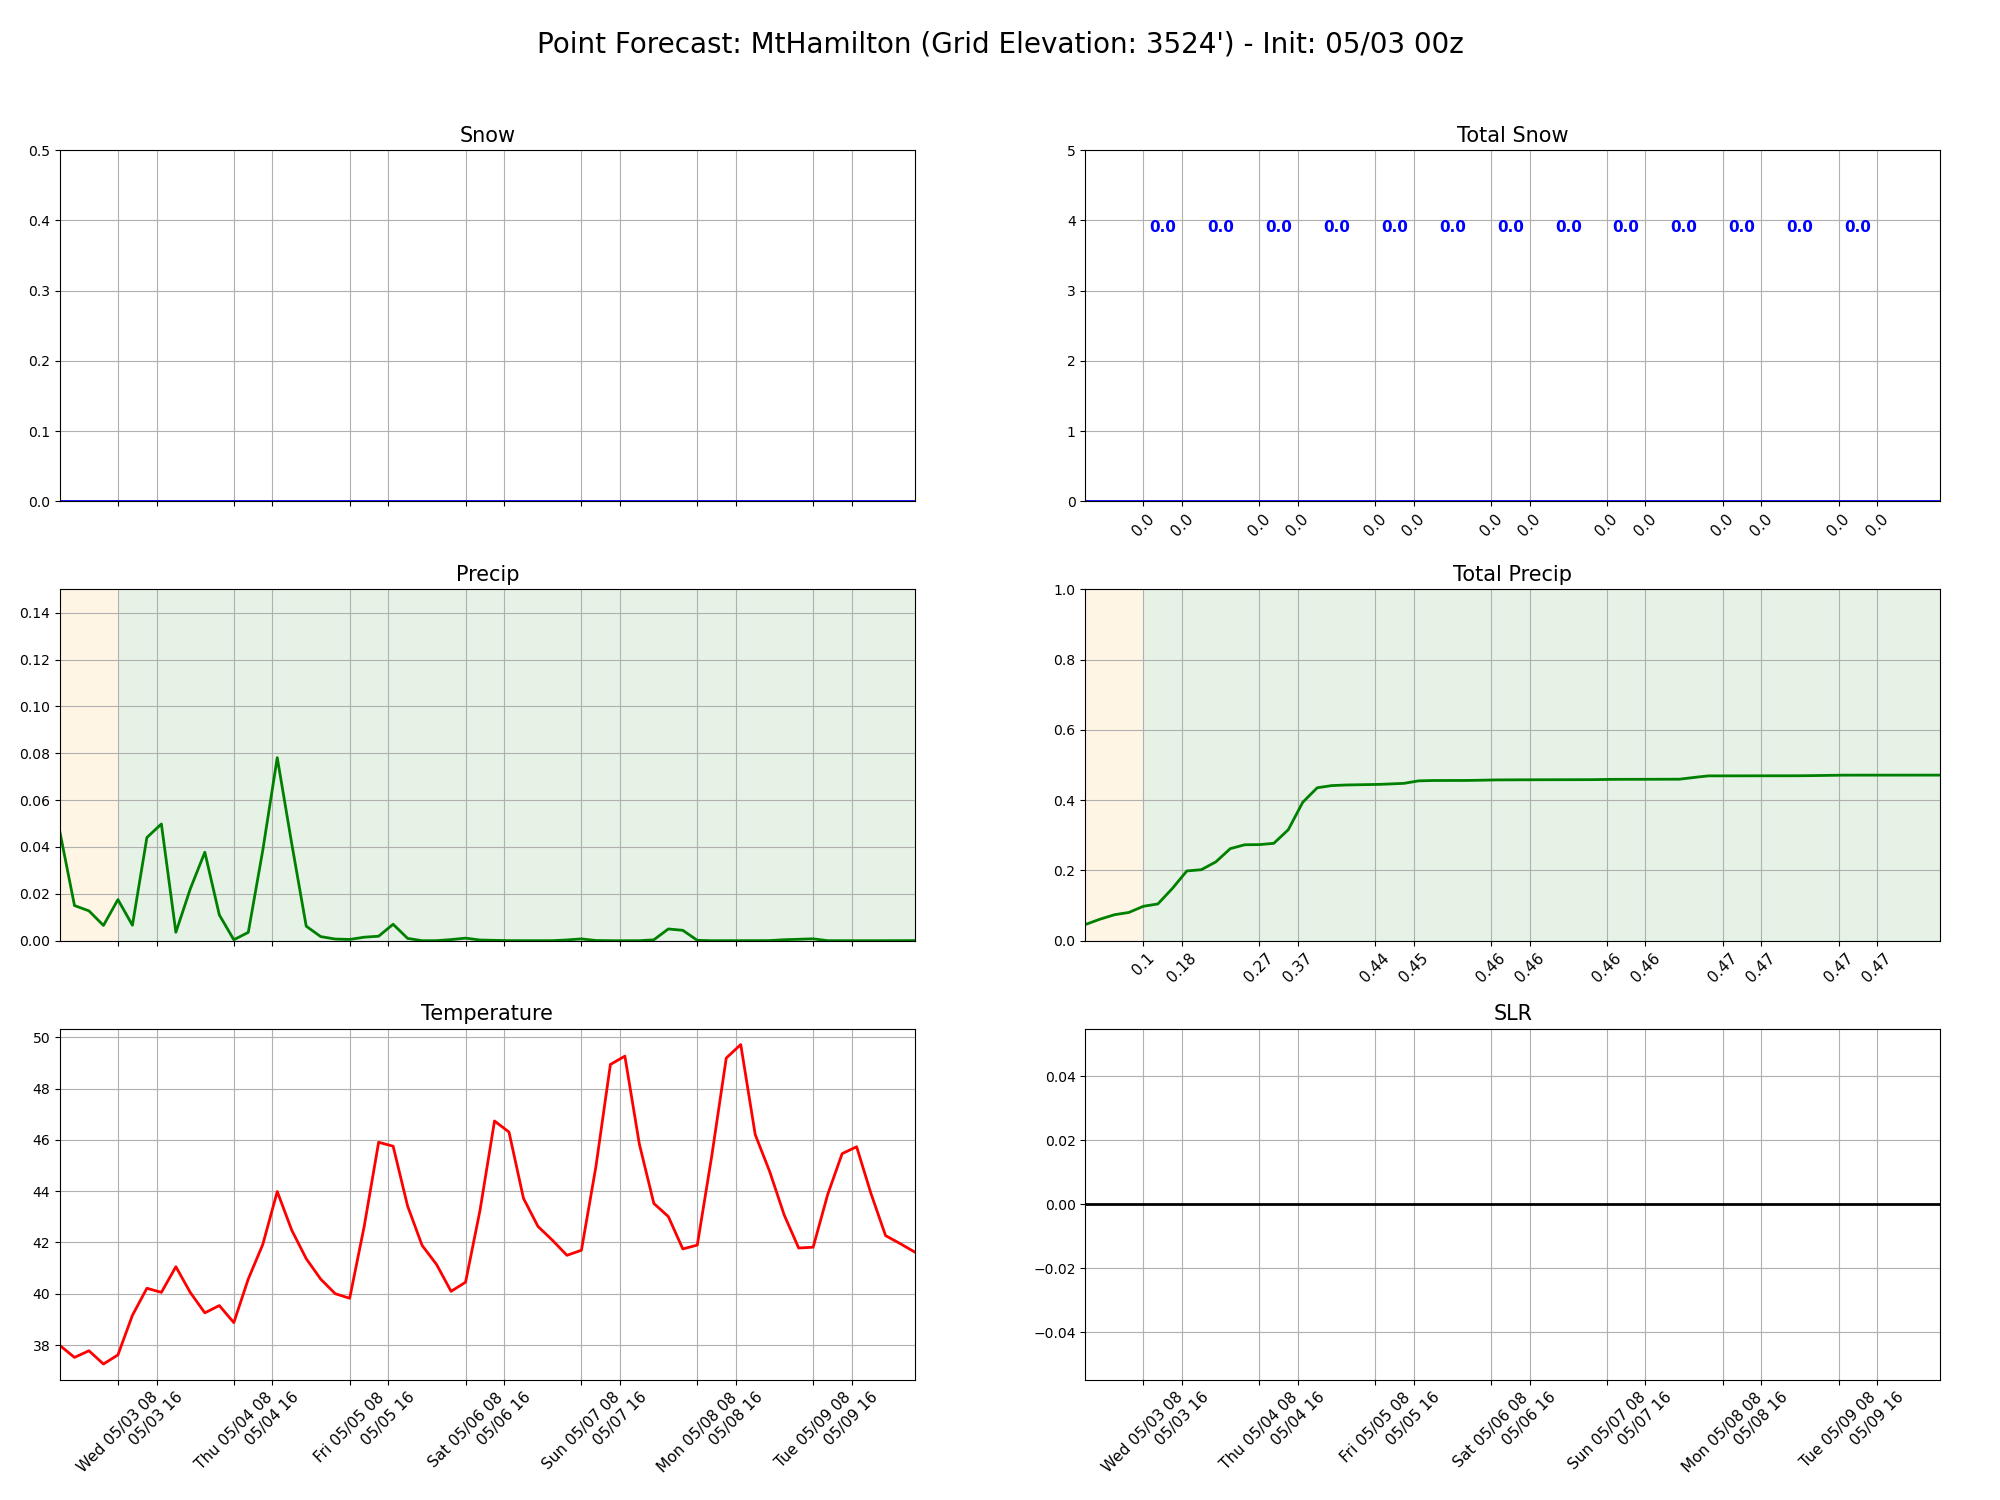 Point Forecast: MtHamilton (Grid Elevation: 3524') - Init: 05/03 00z
Snow
0.5
0.4
0.3
0.2
0.1
0.0
Total Snow
5
4
3
2
1
0
0.0 0.0 0.0 0.0 0.0 0.0 0.0 0.0 0.0 0.0 0.0 0.0 0.0
0.0 0.0 0.0 0.0 0.0 0.0 0.0 0.0 0.0 0.0 0.0 0.0 0.0 0.0
Precip
0.14
0.12
0.10
0.08
0.06
0.04
0.02
0.00
Total Precip
1.0
0.8
0.6
0.4
0.2
0.0
0.1 0.18 0.27 0.37 0.44 0.45 0.46 0.46 0.46 0.46 0.47 0.47 0.47 0.47
Temperature
50
48
46
44
42
40
38
Wed 05/03 08
05/03 16
Thu 05/04 08
05/04 16
Fri 05/05 08
05/05 16
Sat 05/06 08
05/06 16
Sun 05/07 08
05/07 16
Mon 05/08 08
05/08 16
Tue 05/09 08
05/09 16
SLR
0.04
0.02
0.00
−0.02
−0.04
Wed 05/03 08
05/03 16
Thu 05/04 08
05/04 16
Fri 05/05 08
05/05 16
Sat 05/06 08
05/06 16
Sun 05/07 08
05/07 16
Mon 05/08 08
05/08 16
Tue 05/09 08
05/09 16